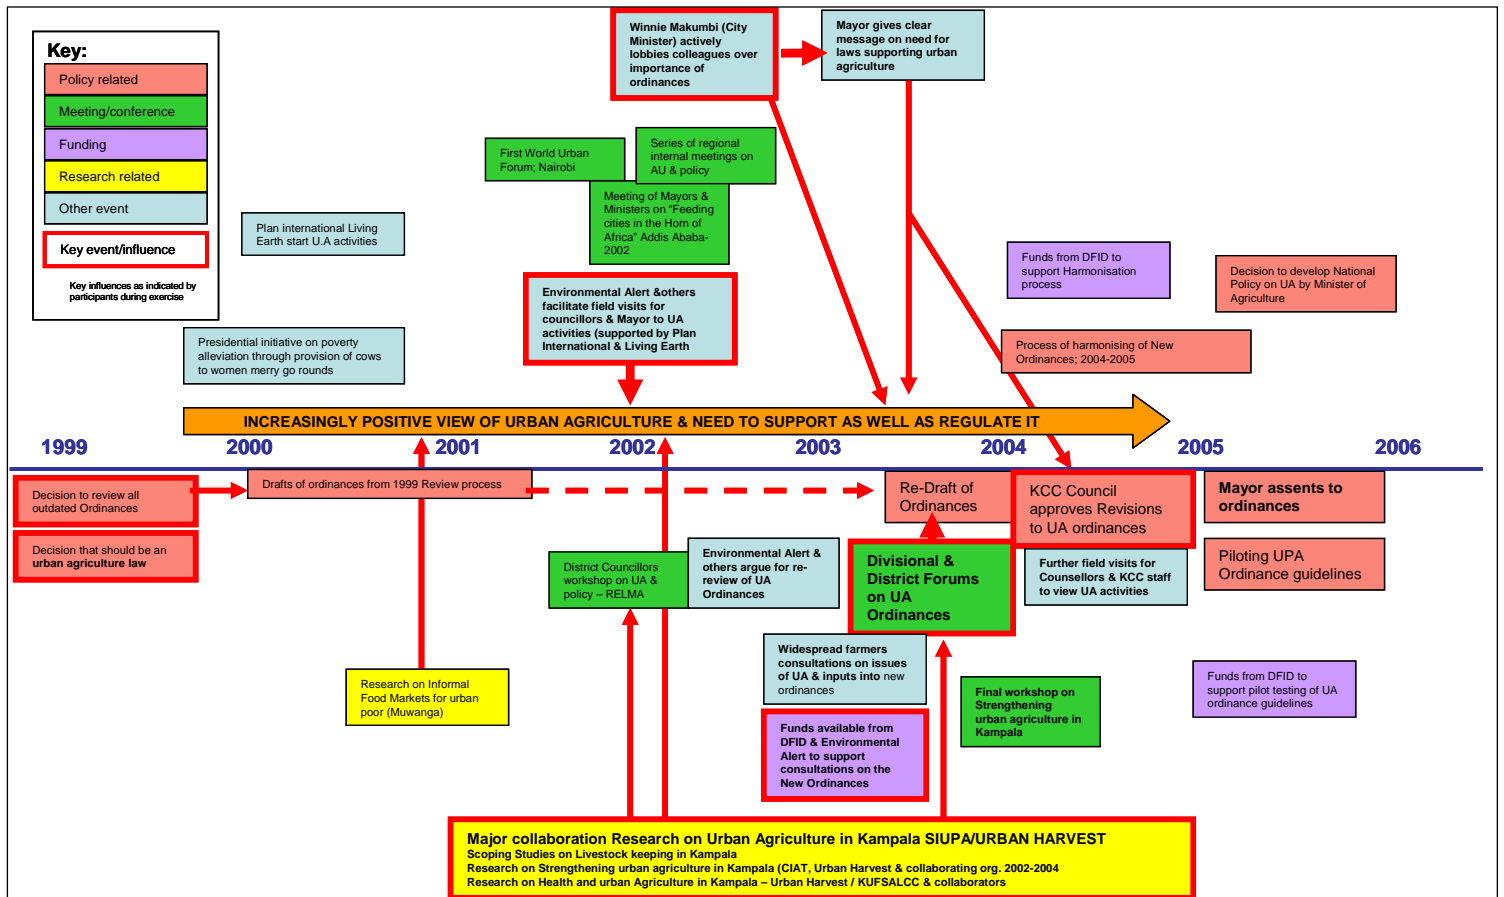 Key:
Policy related
Meeting/conference
Funding
Research related
Other event
Key event/influence
Key influences as indicated by
participants during exercise
Winnie Makumbi (City
Minister) actively
lobbies colleagues over
importance of
ordinances
Mayor gives clear
message on need for
laws supporting urban
agriculture
First World Urban
Forum; Nairobi
Series of regional
internal meetings on
AU & policy
Meeting of Mayors &
Ministers on “Feeding
cities in the Horn of
Africa” Addis Ababa-
2002
Plan international Living
Earth start U.A activities
Environmental Alert &others
facilitate field visits for
councillors & Mayor to UA
activities (supported by Plan
International & Living Earth
Presidential initiative on poverty
alleviation through provision of cows
to women merry go rounds
Funds from DFID to
support Harmonisation
process
Decision to develop National
Policy on UA by Minister of
Agriculture
Process of harmonising of New
Ordinances; 2004-2005
INCREASINGLY POSITIVE VIEW OF URBAN AGRICULTURE & NEED TO SUPPORT AS WELL AS REGULATE IT
1999 2000 2001 2002 2003 2004 2005 2006
Decision to review all
outdated Ordinances
Decision that should be an
urban agriculture law
Drafts of ordinances from 1999 Review process
Re-Draft of
Ordinances
KCC Council
approves Revisions
to UA ordinances
Mayor assents to
ordinances
District Councillors
workshop on UA &
policy – RELMA
Environmental Alert &
others argue for re-
review of UA
Ordinances
Divisional &
District Forums
on UA
Ordinances
Further field visits for
Counsellors & KCC staff
to view UA activities
Piloting UPA
Ordinance guidelines
Research on Informal
Food Markets for urban
poor (Muwanga)
Widespread farmers
consultations on issues
of UA & inputs into new
ordinances
Funds available from
DFID & Environmental
Alert to support
consultations on the
New Ordinances
Final workshop on
Strengthening
urban agriculture in
Kampala
Funds from DFID to
support pilot testing of UA
ordinance guidelines
Major collaboration Research on Urban Agriculture in Kampala SIUPA/URBAN HARVEST
Scoping Studies on Livestock keeping in Kampala
Research on Strengthening urban agriculture in Kampala (CIAT, Urban Harvest & collaborating org. 2002-2004
Research on Health and urban Agriculture in Kampala – Urban Harvest / KUFSALCC & collaborators